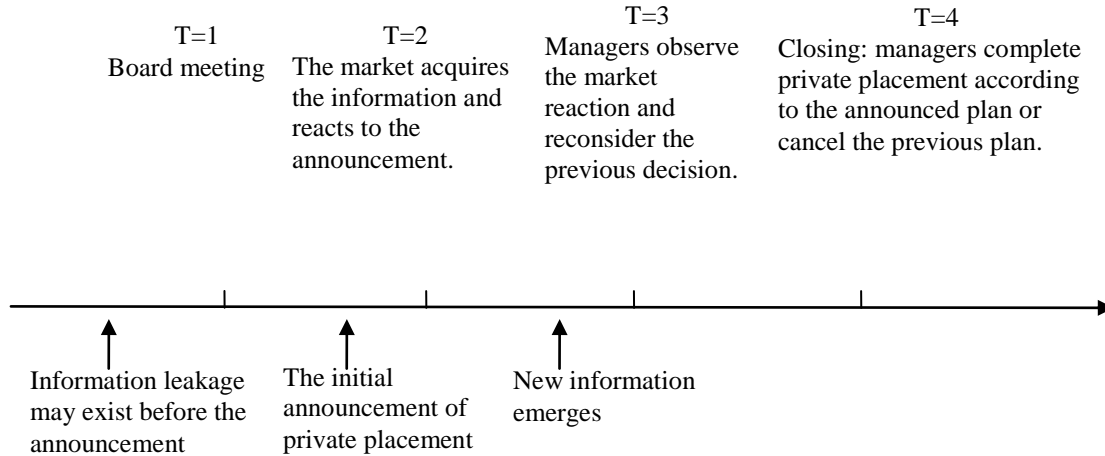 T=1
Board meeting
T=2
The market acquires
the information and
reacts to the
announcement.
T=3
Managers observe
the market
reaction and
reconsider the
previous decision.
T=4
Closing: managers complete
private placement according
to the announced plan or
cancel the previous plan.
Information leakage
may exist before the
announcement
The initial
announcement of
private placement
New information
emerges